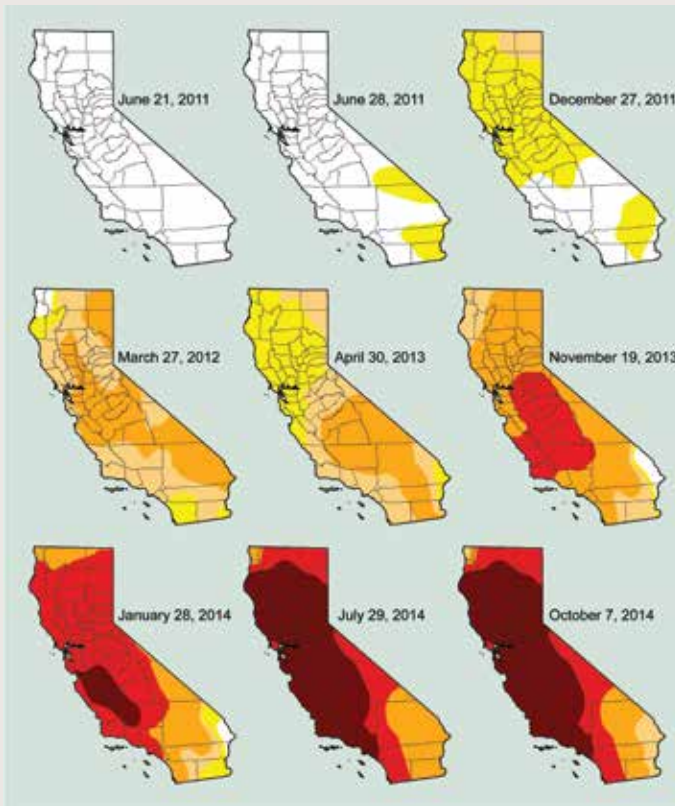 June 21, 2011
June 28, 2011
December 27, 2011
March 27, 2012
April 30, 2013
November 19, 2013
January 28, 2014
July 29, 2014
October 7, 2014